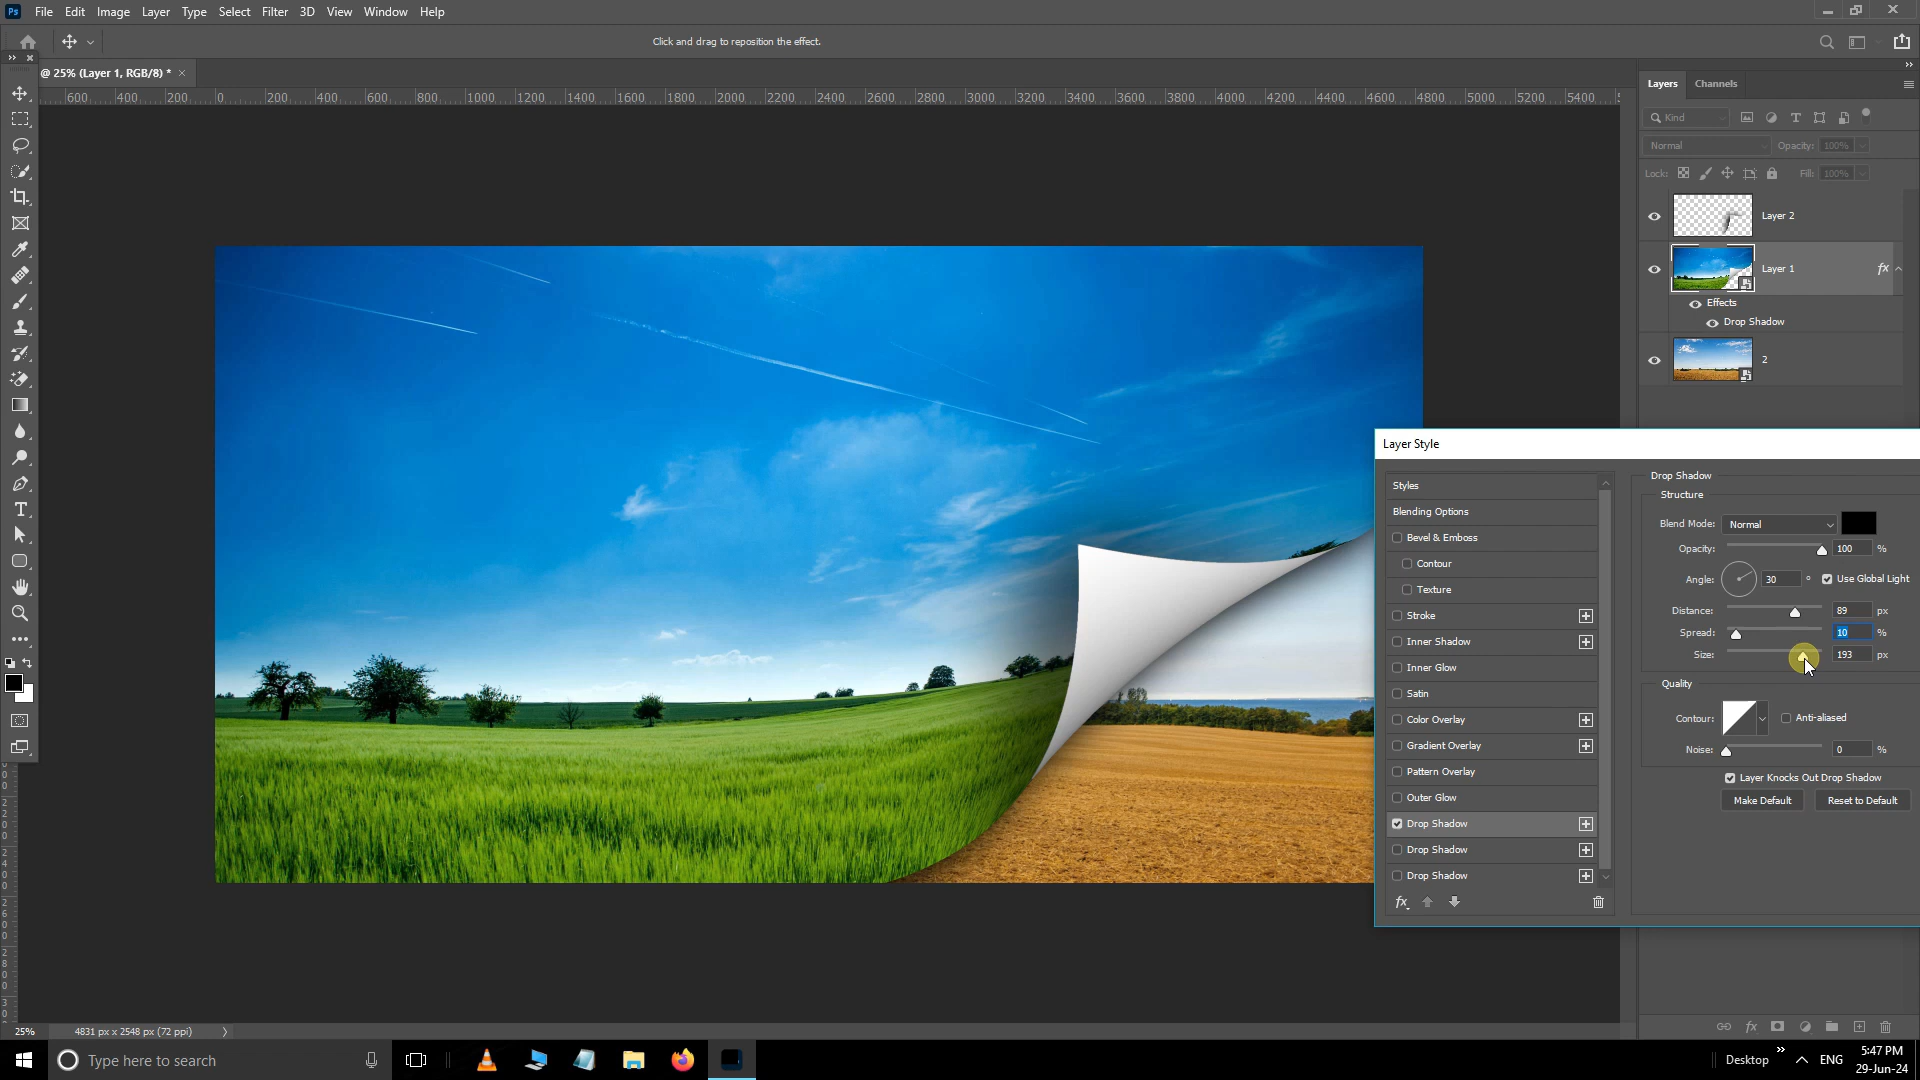 Ps File Edit Image Layer Type Select Filter 3D View Window Help
Click and drag to reposition the effect.
@ 25% (Layer 1, RGB/8) *
600 400 200 0 200 400 600 800 1000 1200 1400 1600 1800 2000 2200 2400 2600 2800 3000 3200 3400 3600 3800 4000 4200 4400 4600 4800 5000 5200 5400
Layers Channels
Kind
Normal Opacity: 100%
Lock: Fill: 100%
Layer 2
Layer 1 fx
Effects
Drop Shadow
2
Layer Style
Styles
Blending Options
Bevel & Emboss
Contour
Texture
Stroke
Inner Shadow
Inner Glow
Satin
Color Overlay
Gradient Overlay
Pattern Overlay
Outer Glow
Drop Shadow
Drop Shadow
Drop Shadow
fx
Drop Shadow
Structure
Blend Mode: Normal
Opacity: 100 %
Angle: 30 ° Use Global Light
Distance: 89 px
Spread: 10 %
Size: 193 px
Quality
Contour: Anti-aliased
Noise: 0 %
Layer Knocks Out Drop Shadow
Make Default Reset to Default
25% 4831 px x 2548 px (72 ppi)
fx
Type here to search
Desktop ENG 5:47 PM
29-Jun-24